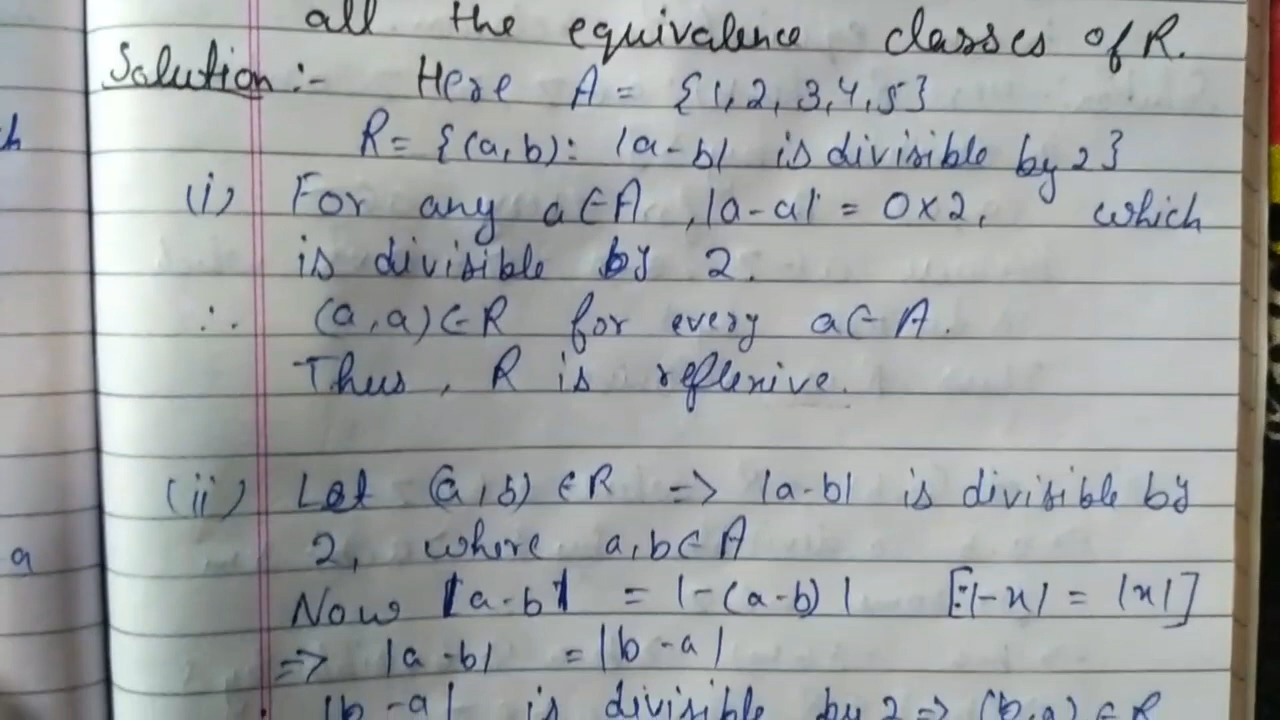 all the equivalence classes of R.
Solution :- Here A = {1, 2, 3, 4, 5}
R = {(a, b) : |a - b| is divisible by 2}
(i) For any a ∈ A, |a - a| = 0 × 2, which
is divisible by 2.
∴ (a, a) ∈ R for every a ∈ A.
Thus, R is reflexive.
(ii) Let (a, b) ∈ R => |a - b| is divisible by
2, where a, b ∈ A
a
Now |a - b| = |-(a - b)| [∵ |-x| = |x|]
=> |a - b| = |b - a|
|b - a| is divisible by 2 => (b, a) ∈ R